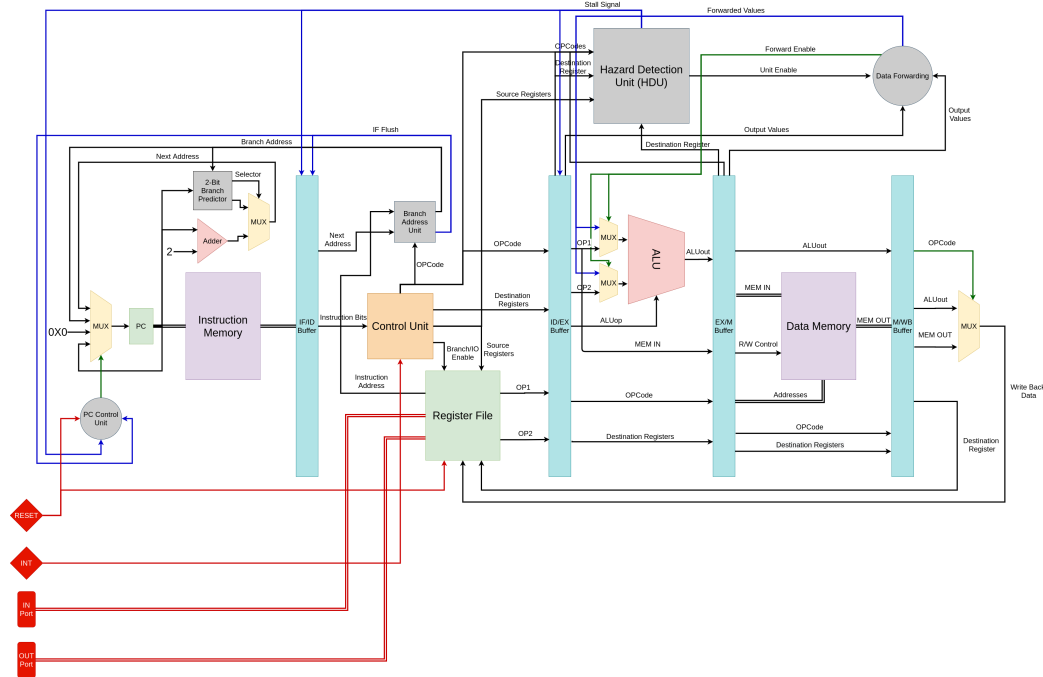 Stall Signal
Forwarded Values
OPCodes
Destination
Register
Hazard Detection
Unit (HDU)
Forward Enable
Unit Enable
Data Forwarding
Source Registers
Output
Values
Output Values
Destination Register
IF Flush
Branch Address
Next Address
2-Bit
Branch
Predictor
Selector
MUX
Adder
2
Next
Address
Branch
Address
Unit
OPCode
OPCode
OP1
MUX
OP2
MUX
ALU
ALUout
ALUout
OPCode
MUX
0X0
PC
Instruction
Memory
IF/ID
Buffer
Instruction Bits
Control Unit
Destination
Registers
ID/EX
Buffer
ALUop
MEM IN
EX/M
Buffer
MEM IN
R/W Control
Data Memory
MEM OUT
M/WB
Buffer
ALUout
MEM OUT
MUX
Branch/IO
Enable
Source
Registers
Instruction
Address
Register File
OP1
OP2
OPCode
Destination Registers
Addresses
OPCode
Destination Registers
Write Back
Data
Destination
Register
PC Control
Unit
RESET
INT
IN
Port
OUT
Port